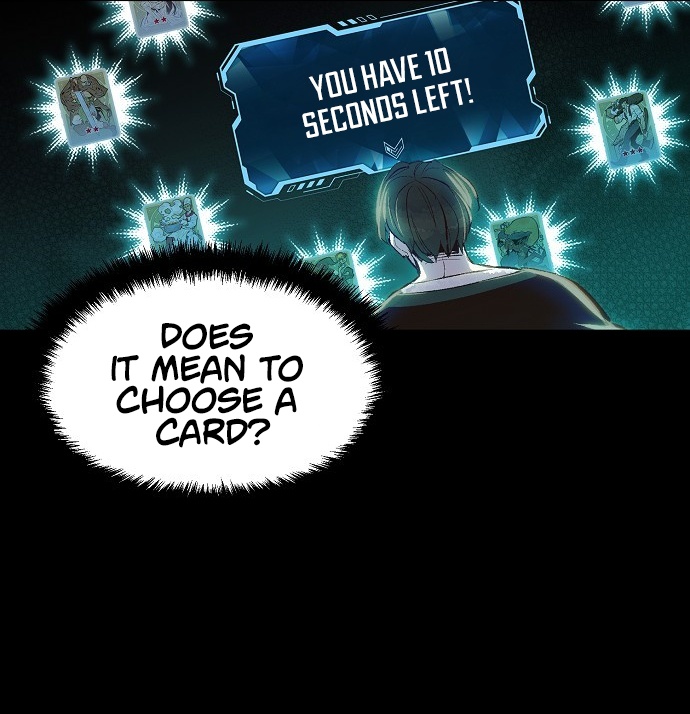 YOU HAVE 10
SECONDS LEFT!
DOES
IT MEAN TO
CHOOSE A
CARD?